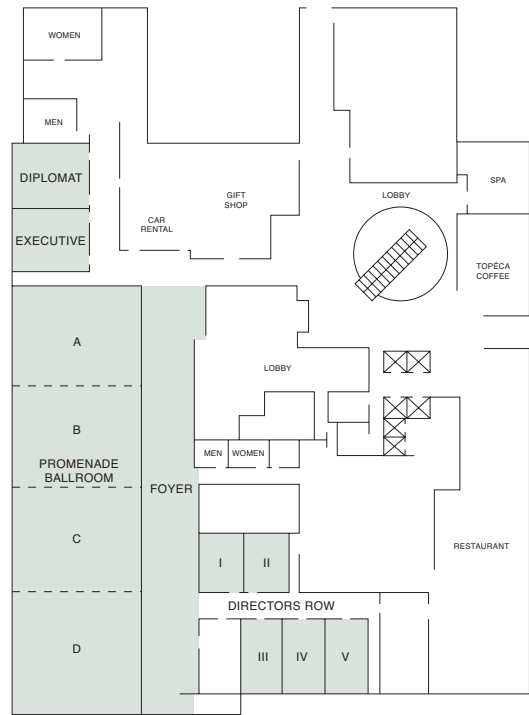 WOMEN
MEN
DIPLOMAT
EXECUTIVE
CAR
RENTAL
GIFT
SHOP
LOBBY
SPA
TOPÉCA
COFFEE
A
B
PROMENADE
BALLROOM
C
D
FOYER
LOBBY
MEN
WOMEN
I
II
DIRECTORS ROW
III
IV
V
RESTAURANT